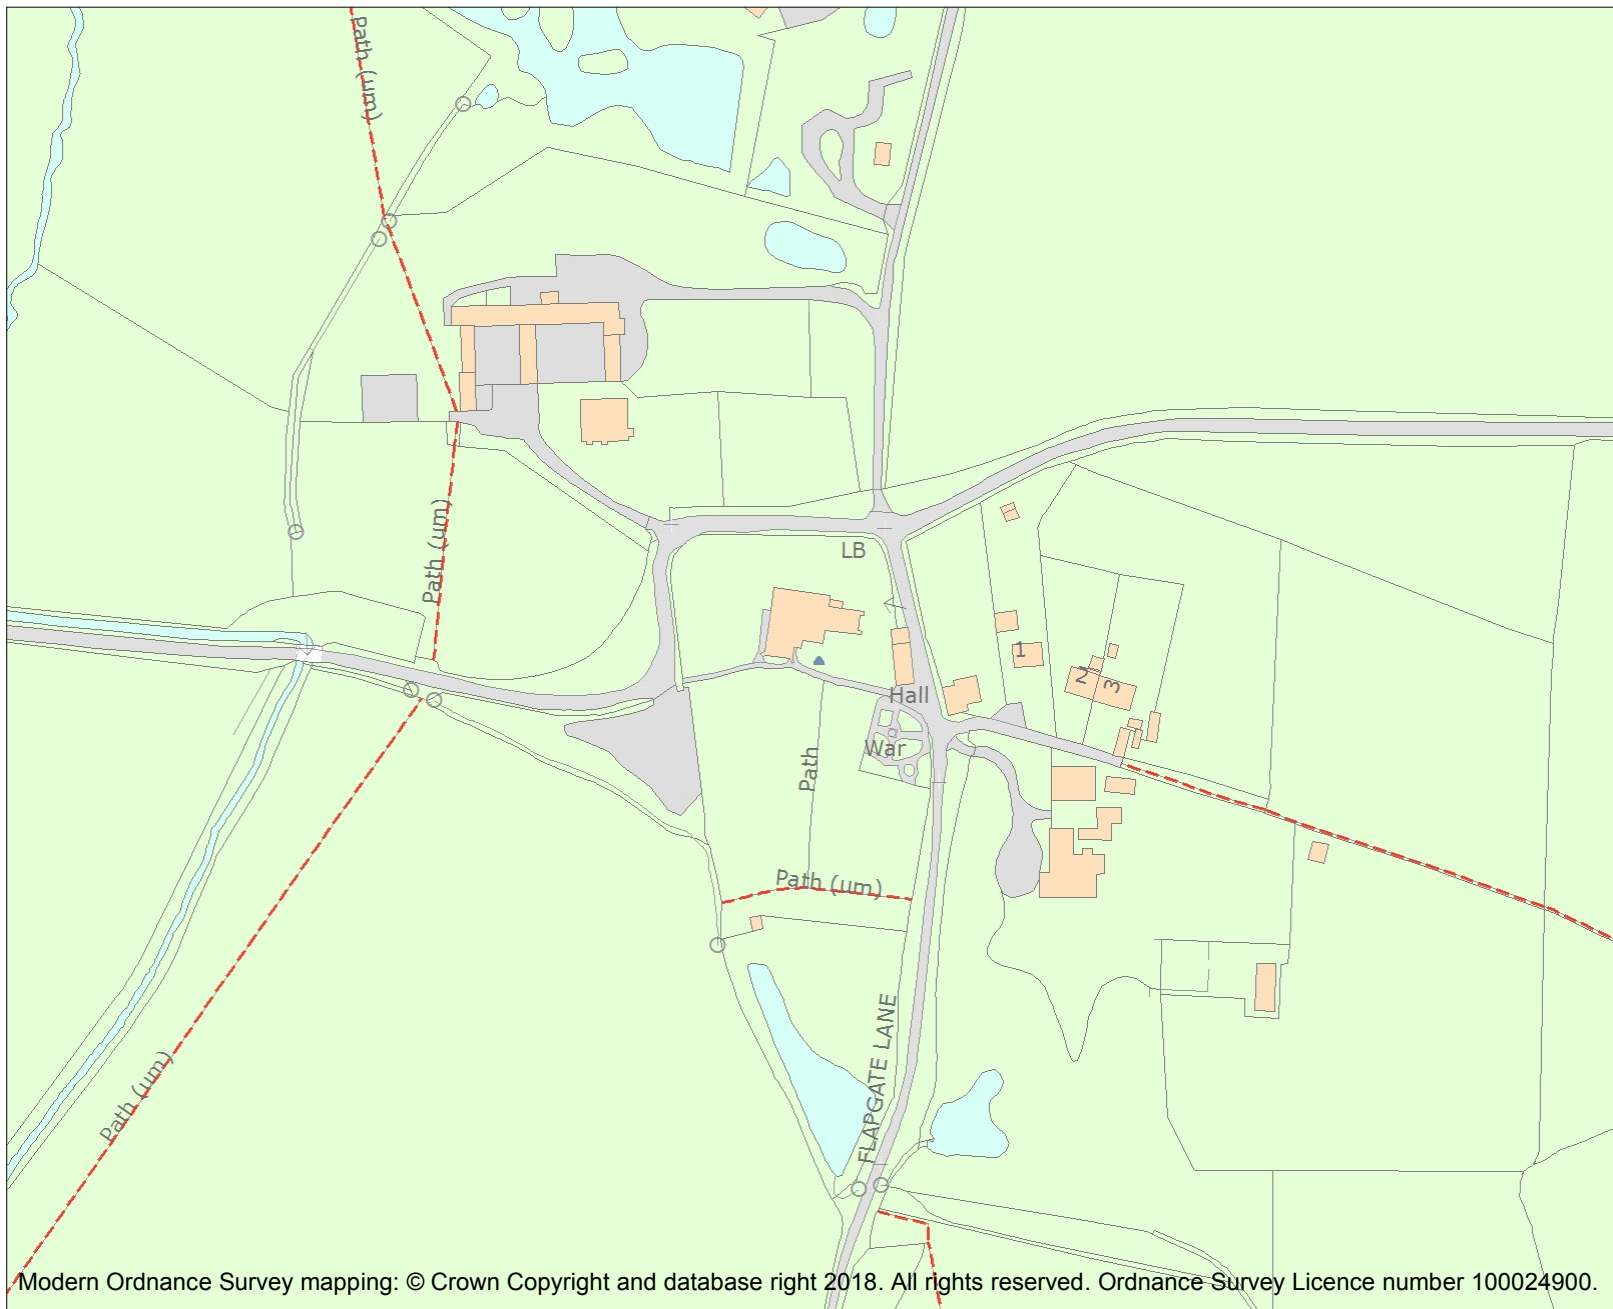 Path (um)
Path (um)
LB
1
2
3
Hall
War
Path
Path (um)
FLAPGATE LANE
Path (um)
Modern Ordnance Survey mapping: © Crown Copyright and database right 2018. All rights reserved. Ordnance Survey Licence number 100024900.